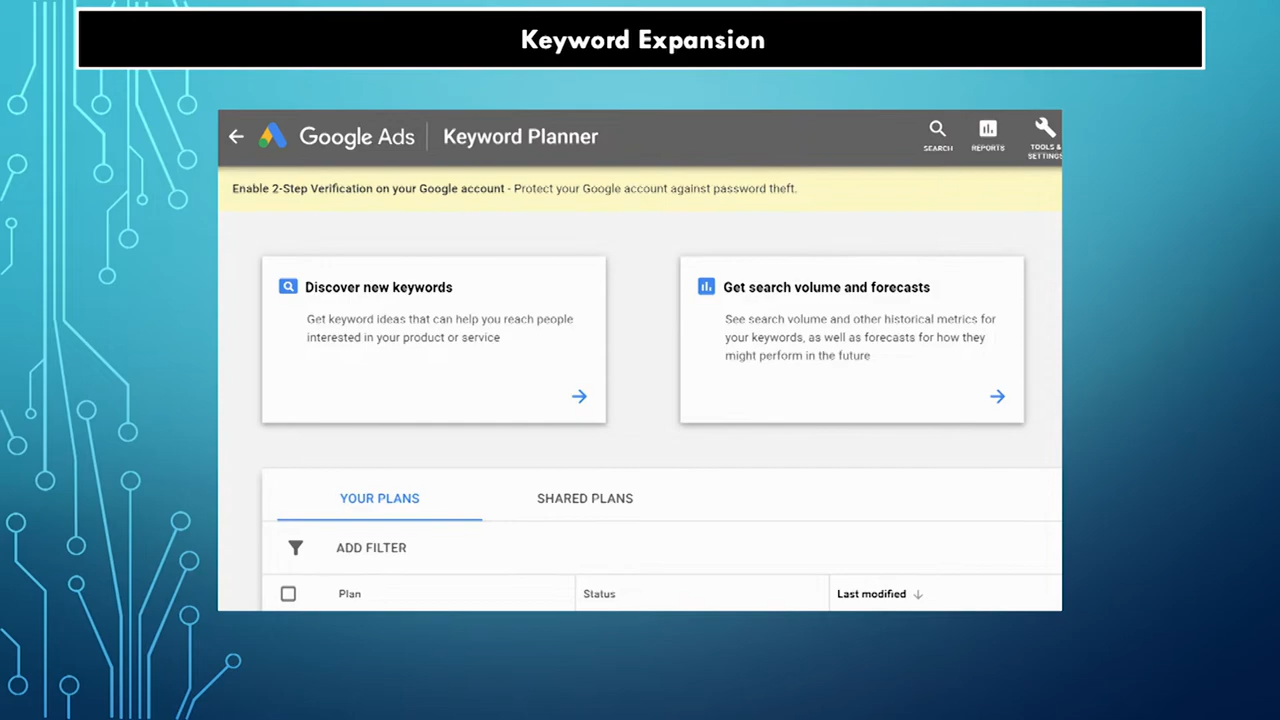 Keyword Expansion
Google Ads Keyword Planner
SEARCH
REPORTS
TOOLS &
SETTINGS
Enable 2-Step Verification on your Google account - Protect your Google account against password theft.
Discover new keywords
Get keyword ideas that can help you reach people
interested in your product or service
Get search volume and forecasts
See search volume and other historical metrics for
your keywords, as well as forecasts for how they
might perform in the future
YOUR PLANS
SHARED PLANS
ADD FILTER
Plan
Status
Last modified